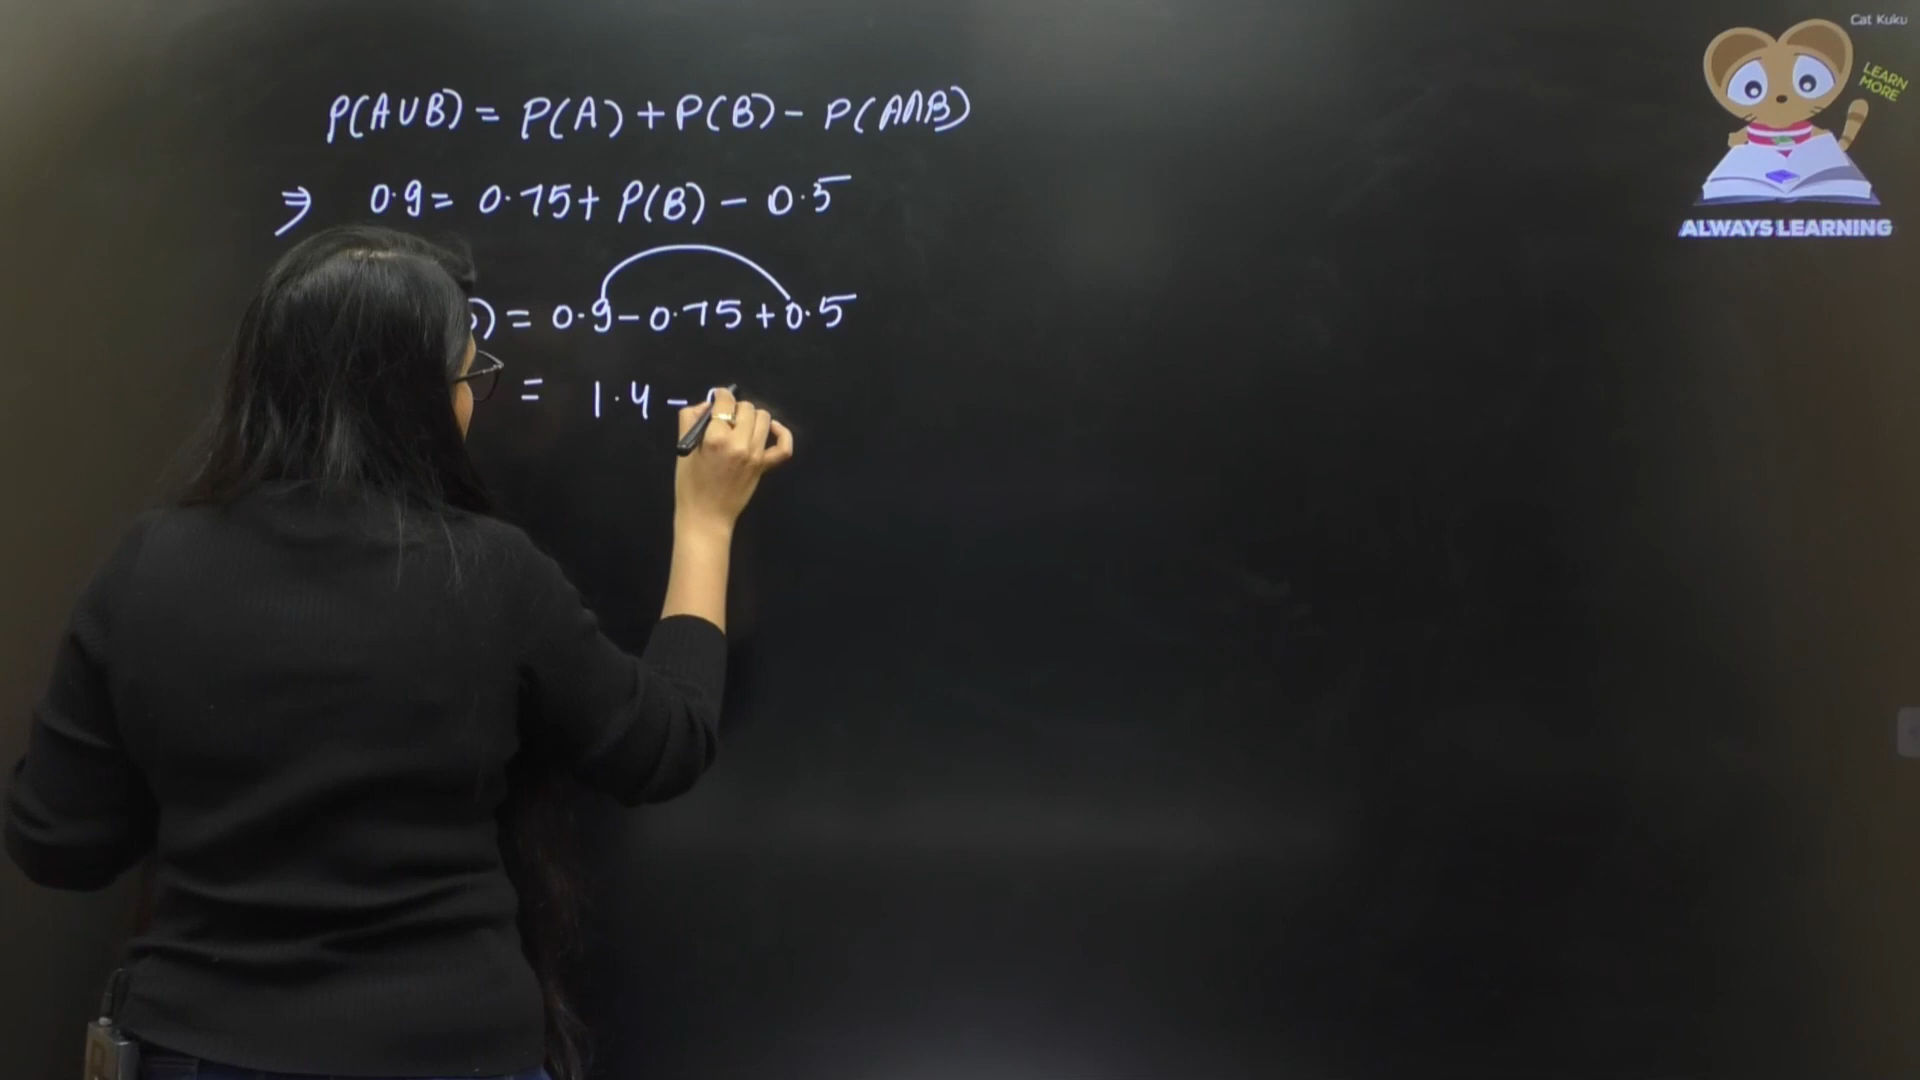 Cat Kuku
LEARN
MORE
ALWAYS LEARNING
P(A∪B) = P(A) + P(B) - P(A∩B)
⇒ 0.9 = 0.75 + P(B) - 0.5
) = 0.9 - 0.75 + 0.5
= 1.4 -